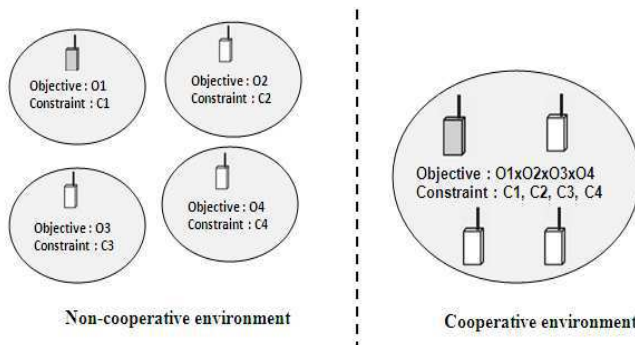 Objective : O1
Constraint : C1
Objective : O2
Constraint : C2
Objective : O3
Constraint : C3
Objective : O4
Constraint : C4
Non-cooperative environment
Objective : O1xO2xO3xO4
Constraint : C1, C2, C3, C4
Cooperative environment